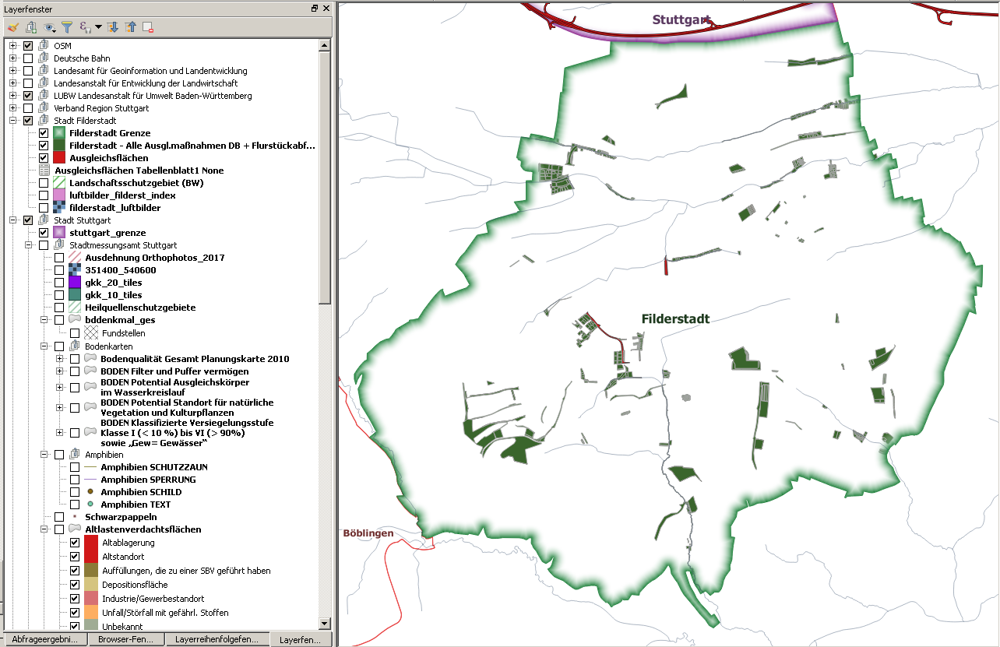 Layerfenster
OSM
Deutsche Bahn
Landesamt für Geoinformation und Landentwicklung
Landesanstalt für Entwicklung der Landwirtschaft
LUBW Landesanstalt für Umwelt Baden-Württemberg
Verband Region Stuttgart
Stadt Filderstadt
Filderstadt Grenze
Filderstadt - Alle Ausgl.maßnahmen DB + Flurstückabf...
Ausgleichsflächen
Ausgleichsflächen Tabellenblatt1 None
Landschaftsschutzgebiet (BW)
luftbilder_filderst_index
filderstadt_luftbilder
Stadt Stuttgart
stuttgart_grenze
Stadtmessungsamt Stuttgart
Ausdehnung Orthophotos_2017
351400_540600
gkk_20_tiles
gkk_10_tiles
Heilquellenschutzgebiete
bddenkmal_ges
Fundstellen
Bodenkarten
Bodenqualität Gesamt Planungskarte 2010
BODEN Filter und Puffer vermögen
BODEN Potential Ausgleichskörper
im Wasserkreislauf
BODEN Potential Standort für natürliche
Vegetation und Kulturpflanzen
BODEN Klassifizierte Versiegelungsstufe
Klasse I (< 10 %) bis VI (> 90%)
sowie „Gew= Gewässer“
Amphibien
Amphibien SCHUTZZAUN
Amphibien SPERRUNG
Amphibien SCHILD
Amphibien TEXT
Schwarzpappeln
Altlastenverdachtsflächen
Altablagerung
Altstandort
Auffüllungen, die zu einer SBV geführt haben
Depositionsfläche
Industrie/Gewerbestandort
Unfall/Störfall mit gefährl. Stoffen
Unbekannt
Abfrageergebni...
Browser-Fen...
Layerreihenfolgefen...
Layerfen...
Stuttgart
Filderstadt
Böblingen